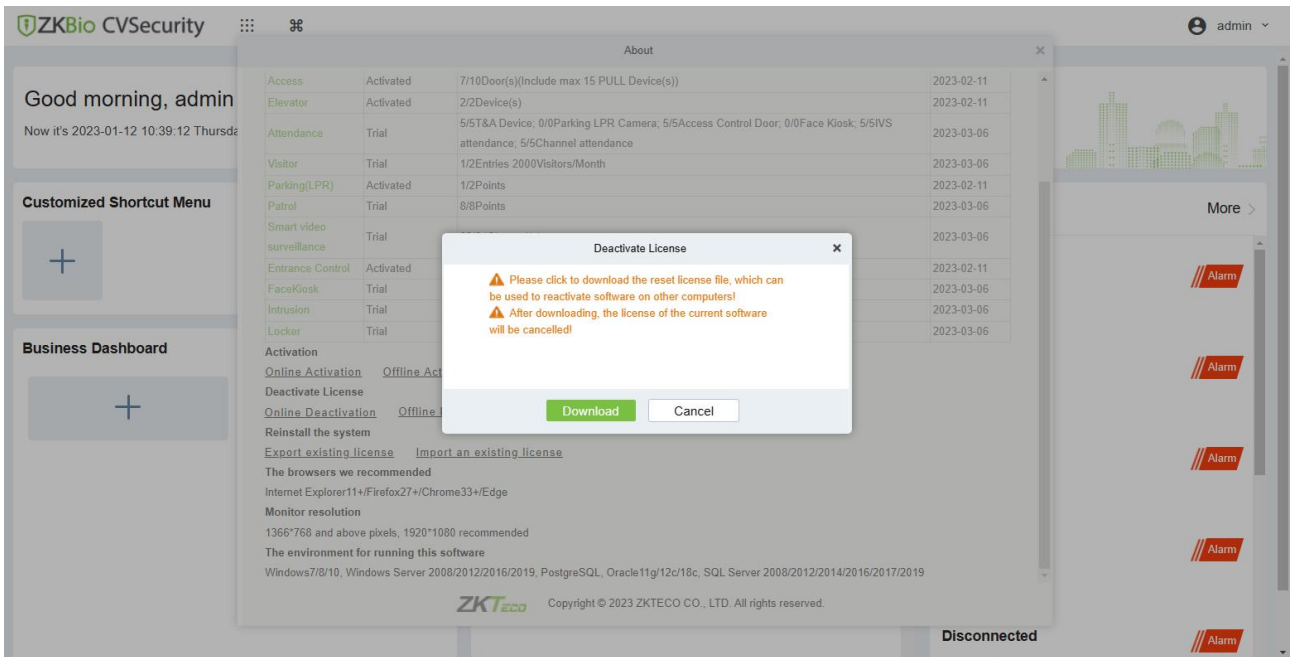 ZKBio CVSecurity
admin
About
Good morning, admin
Now it's 2023-01-12 10:39:12 Thursda
Customized Shortcut Menu
Business Dashboard
Access Activated 7/10Door(s)(Include max 15 PULL Device(s)) 2023-02-11
Elevator Activated 2/2Device(s) 2023-02-11
Attendance Trial 5/5T&A Device; 0/0Parking LPR Camera; 5/5Access Control Door; 0/0Face Kiosk; 5/5IVS
attendance; 5/5Channel attendance 2023-03-06
Visitor Trial 1/2Entries 2000Visitors/Month 2023-03-06
Parking(LPR) Activated 1/2Points 2023-02-11
Patrol Trial 8/8Points 2023-03-06
Smart video
surveillance Trial 2023-03-06
Entrance Control Activated 2023-02-11
FaceKiosk Trial 2023-03-06
Intrusion Trial 2023-03-06
Locker Trial 2023-03-06
Activation
Online Activation Offline Act
Deactivate License
Online Deactivation Offline
Reinstall the system
Export existing license Import an existing license
The browsers we recommended
Internet Explorer11+/Firefox27+/Chrome33+/Edge
Monitor resolution
1366*768 and above pixels, 1920*1080 recommended
The environment for running this software
Windows7/8/10, Windows Server 2008/2012/2016/2019, PostgreSQL, Oracle11g/12c/18c, SQL Server 2008/2012/2014/2016/2017/2019
ZKTECO Copyright © 2023 ZKTECO CO., LTD. All rights reserved.
Deactivate License
Please click to download the reset license file, which can
be used to reactivate software on other computers!
After downloading, the license of the current software
will be cancelled!
Download Cancel
More
Alarm
Alarm
Alarm
Alarm
Disconnected
Alarm